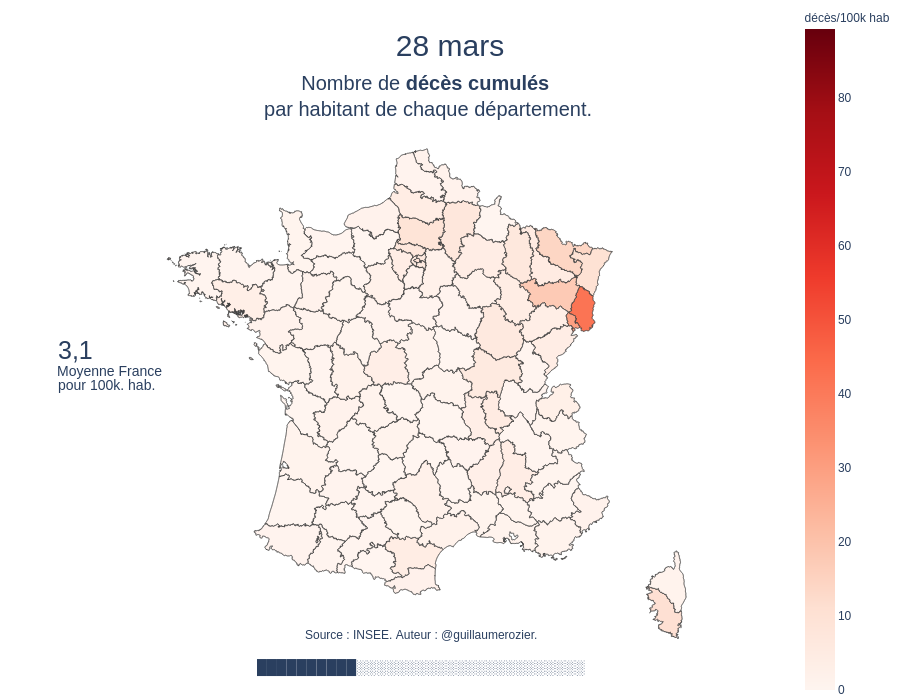 décès/100k hab
28 mars
Nombre de décès cumulés
par habitant de chaque département.
80
70
60
50
40
30
20
10
0
3,1
Moyenne France
pour 100k. hab.
Source : INSEE. Auteur : @guillaumerozier.